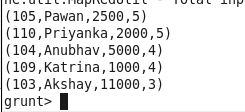 (105,Pawan,2500,5)
(110,Priyanka,2000,5)
(104,Anubhav,5000,4)
(109,Katrina,1000,4)
(103,Akshay,11000,3)
grunt>